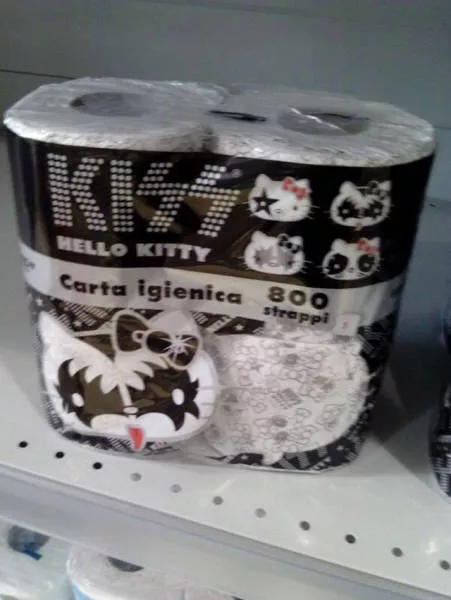 KISS®
HELLO KITTY
Carta igienica 800
strappi